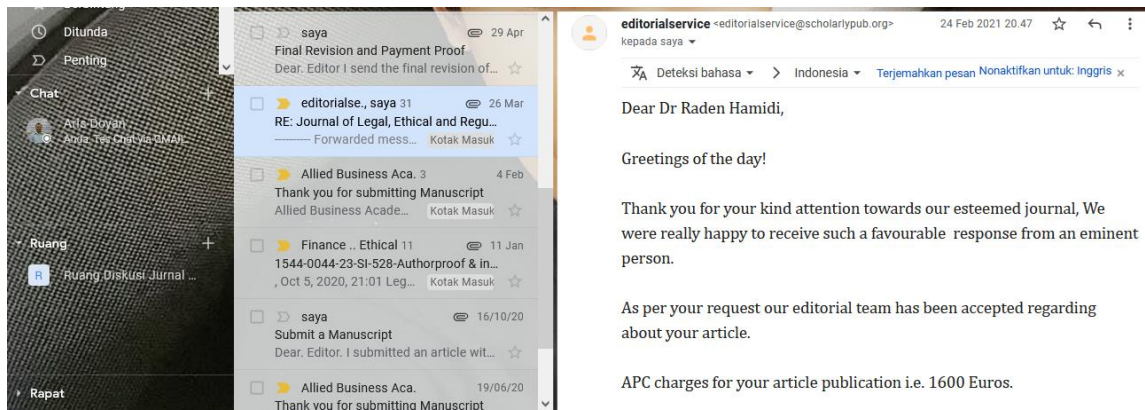 Ditunda
Penting
Chat
Aris Boyan
Anda: Tes Chat via GMAIL
Ruang
R Ruang Diskusi Jurnal ...
Rapat
saya 29 Apr
Final Revision and Payment Proof
Dear. Editor I send the final revision of…
editorialse., saya 31 26 Mar
RE: Journal of Legal, Ethical and Regu...
---------- Forwarded mess... Kotak Masuk
Allied Business Aca. 3 4 Feb
Thank you for submitting Manuscript
Allied Business Acade... Kotak Masuk
Finance .. Ethical 11 11 Jan
1544-0044-23-SI-528-Authorproof & in...
, Oct 5, 2020, 21:01 Leg... Kotak Masuk
saya 16/10/20
Submit a Manuscript
Dear. Editor. I submitted an article wit...
Allied Business Aca. 19/06/20
Thank you for submitting Manuscript
editorialservice <editorialservice@scholarlypub.org> 24 Feb 2021 20.47
kepada saya
Deteksi bahasa > Indonesia Terjemahkan pesan Nonaktifkan untuk: Inggris x
Dear Dr Raden Hamidi,
Greetings of the day!
Thank you for your kind attention towards our esteemed journal, We
were really happy to receive such a favourable response from an eminent
person.
As per your request our editorial team has been accepted regarding
about your article.
APC charges for your article publication i.e. 1600 Euros.